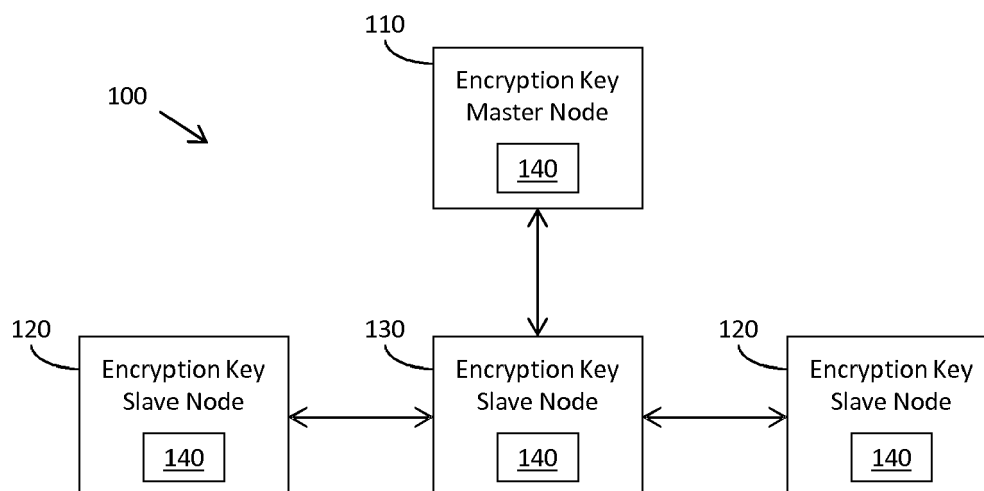 110
Encryption Key
Master Node
140
100
120
Encryption Key
Slave Node
140
130
Encryption Key
Slave Node
140
120
Encryption Key
Slave Node
140